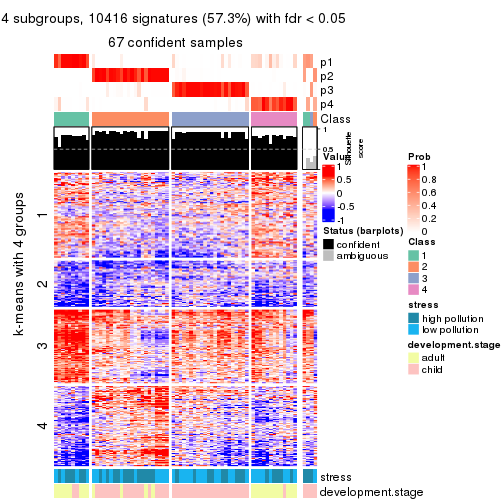 4 subgroups, 10416 signatures (57.3%) with fdr < 0.05
67 confident samples
p1
p2
p3
p4
Class
1
0.5
0
Silhouette
score
k-means with 4 groups
1
2
3
4
stress
development.stage
Value
1
0.5
0
-0.5
-1
Status (barplots)
confident
ambiguous
Prob
1
0.8
0.6
0.4
0.2
0
Class
1
2
3
4
stress
high pollution
low pollution
development.stage
adult
child